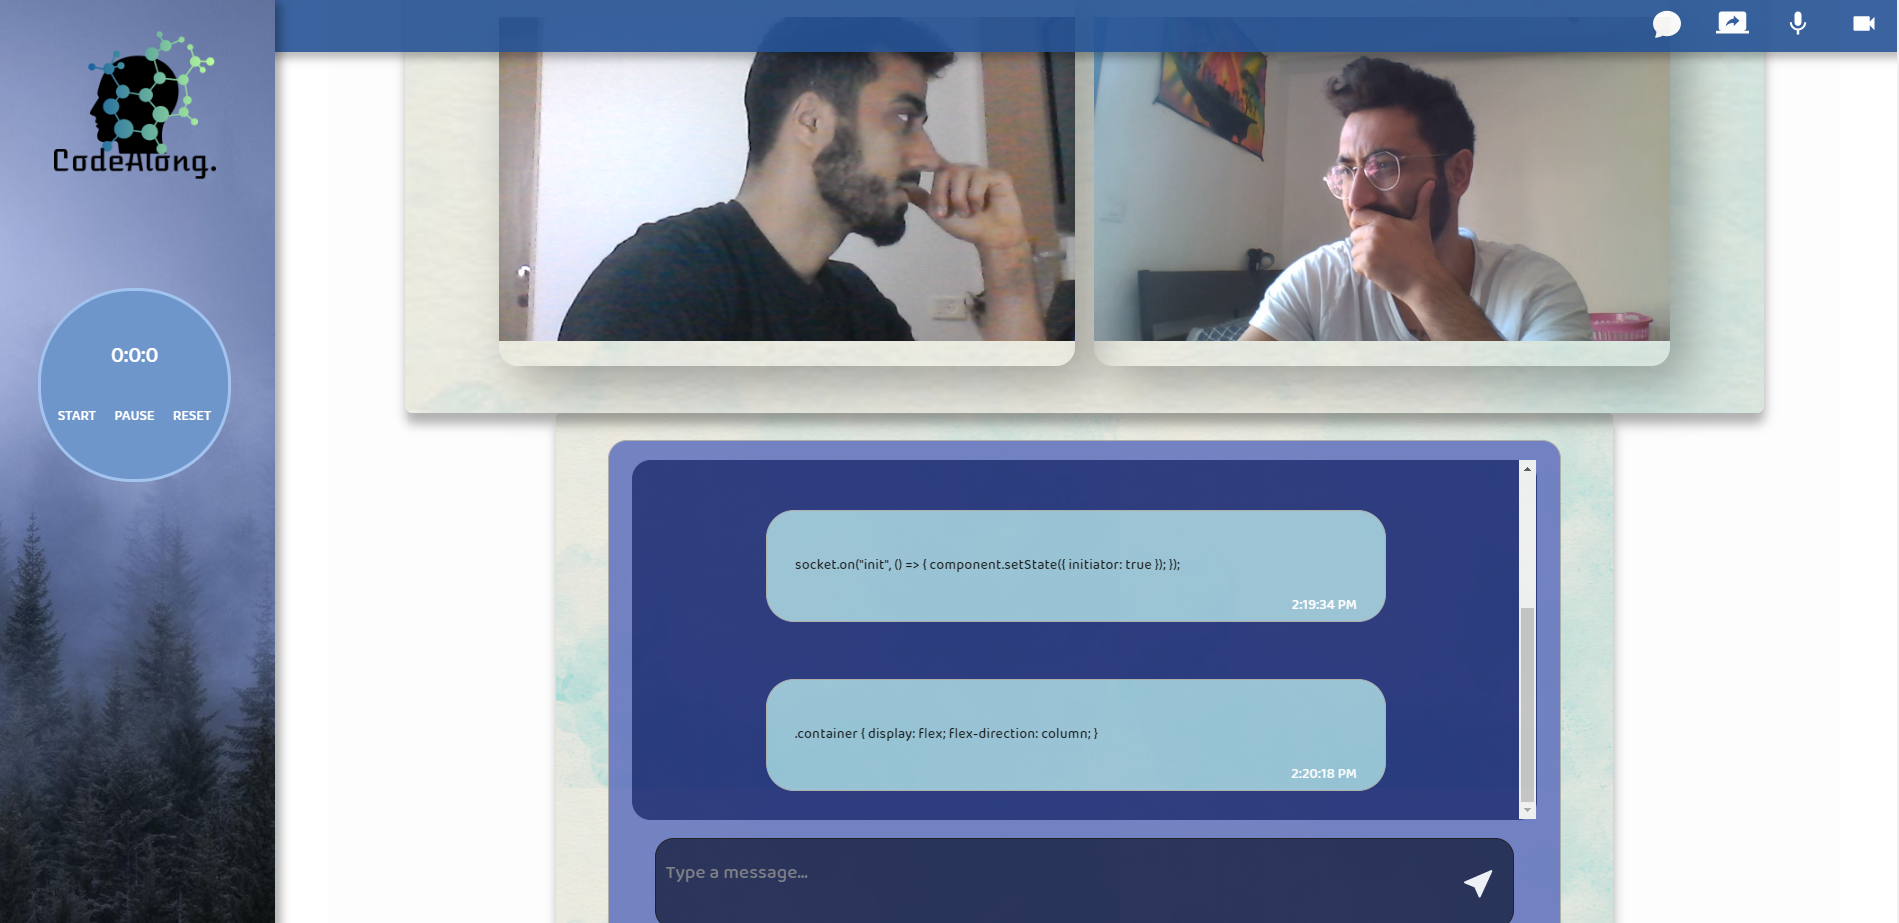 CodeAlong.
0:0:0
START PAUSE RESET
socket.on("init", () => { component.setState({ initiator: true }); });
2:19:34 PM
.container { display: flex; flex-direction: column; }
2:20:18 PM
Type a message...